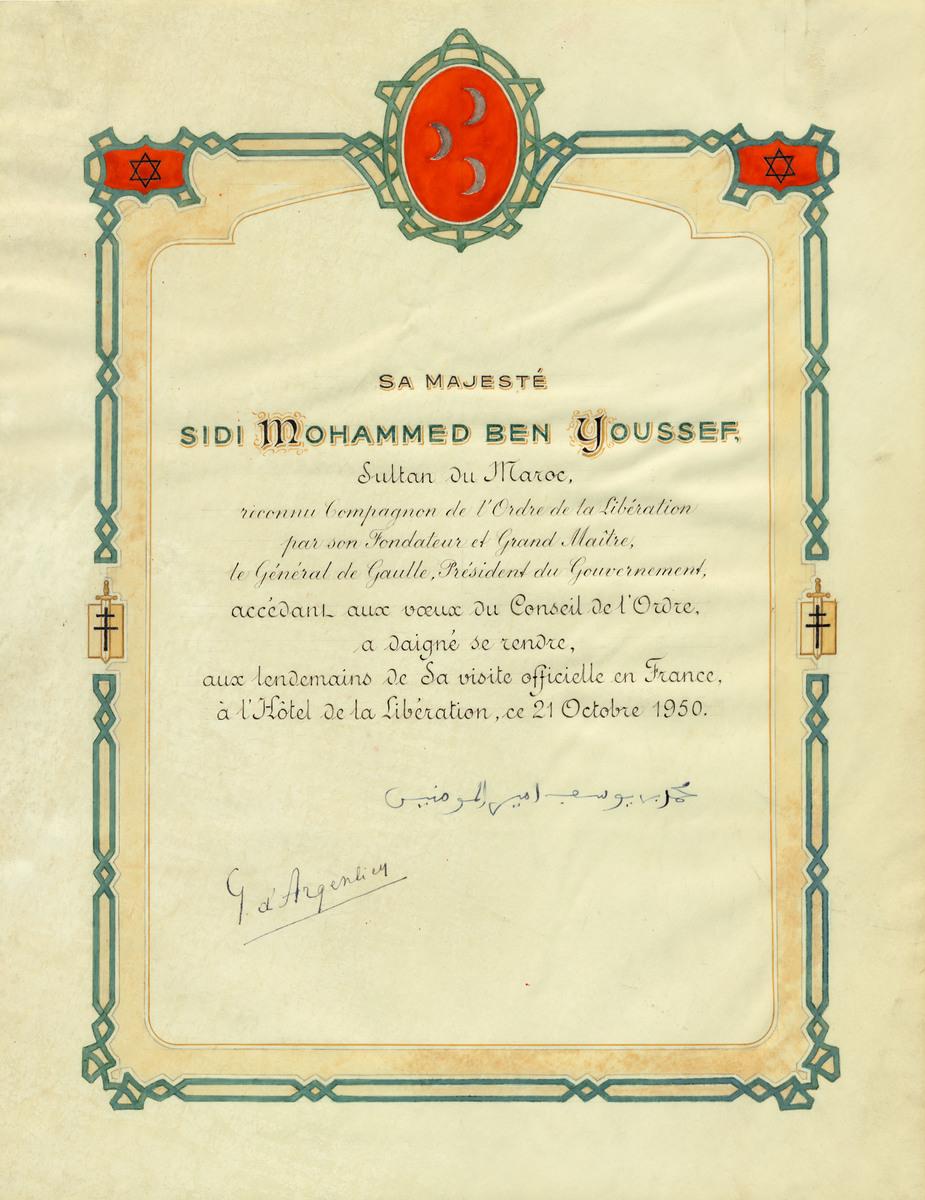 SA MAJESTÉ
SIDI MOHAMMED BEN YOUSSEF,
Sultan du Maroc,
reconnu Compagnon de l'Ordre de la Libération
par son Fondateur et Grand Maître,
le Général de Gaulle, Président du Gouvernement,
accédant aux vœux du Conseil de l'Ordre,
a daigné se rendre,
aux lendemains de Sa visite officielle en France,
à l'Hôtel de la Libération, ce 21 Octobre 1950.
محمد بن يوسف امير المومنين
G. d'Argenlieu